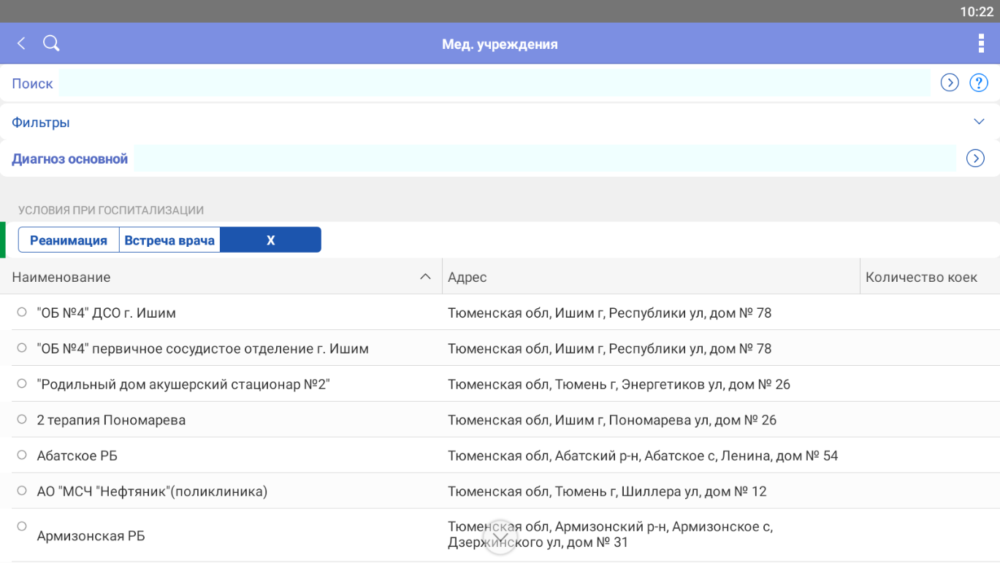 10:22
Мед. учреждения
Поиск
?
Фильтры
Диагноз основной
УСЛОВИЯ ПРИ ГОСПИТАЛИЗАЦИИ
Реанимация Встреча врача X
Наименование Адрес Количество коек
"ОБ №4" ДСО г. Ишим Тюменская обл, Ишим г, Республики ул, дом № 78
"ОБ №4" первичное сосудистое отделение г. Ишим Тюменская обл, Ишим г, Республики ул, дом № 78
"Родильный дом акушерский стационар №2" Тюменская обл, Тюмень г, Энергетиков ул, дом № 26
2 терапия Пономарева Тюменская обл, Ишим г, Пономарева ул, дом № 26
Абатское РБ Тюменская обл, Абатский р-н, Абатское с, Ленина, дом № 54
АО "МСЧ "Нефтяник"(поликлиника) Тюменская обл, Тюмень г, Шиллера ул, дом № 12
Армизонская РБ Тюменская обл, Армизонский р-н, Армизонское с,
Дзержинского ул, дом № 31